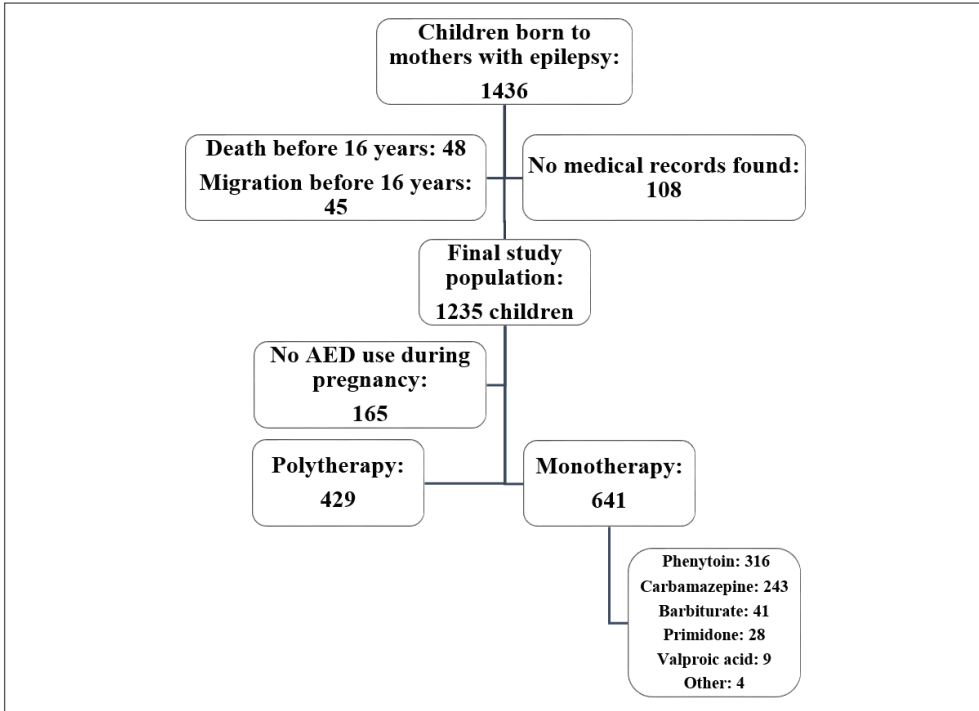 Children born to
mothers with epilepsy:
1436
Death before 16 years: 48
Migration before 16 years:
45
No medical records found:
108
Final study
population:
1235 children
No AED use during
pregnancy:
165
Polytherapy:
429
Monotherapy:
641
Phenytoin: 316
Carbamazepine: 243
Barbiturate: 41
Primidone: 28
Valproic acid: 9
Other: 4